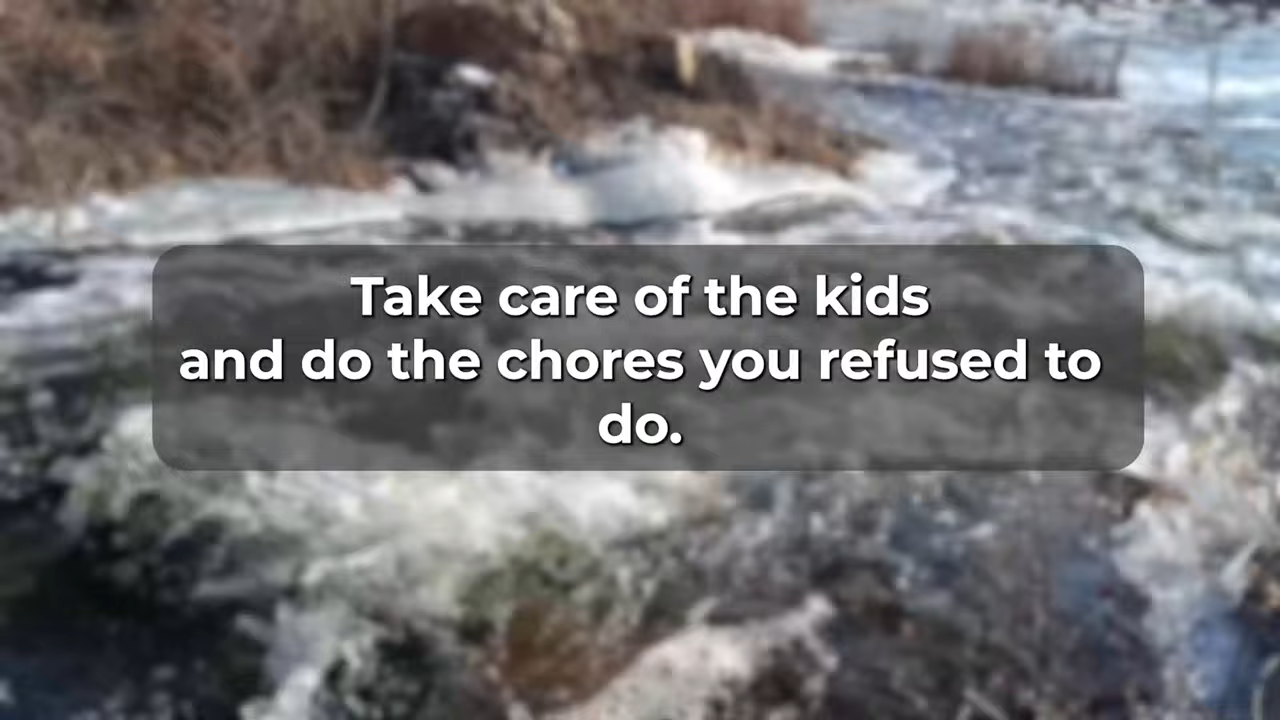 Take care of the kids
and do the chores you refused to
do.